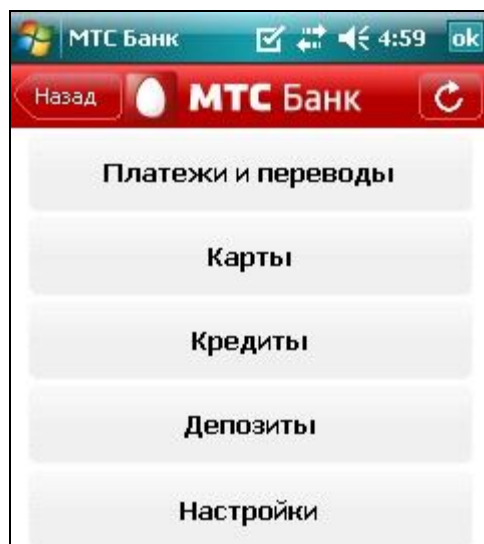 МТС Банк 4:59 ok
Назад МТС Банк
Платежи и переводы
Карты
Кредиты
Депозиты
Настройки